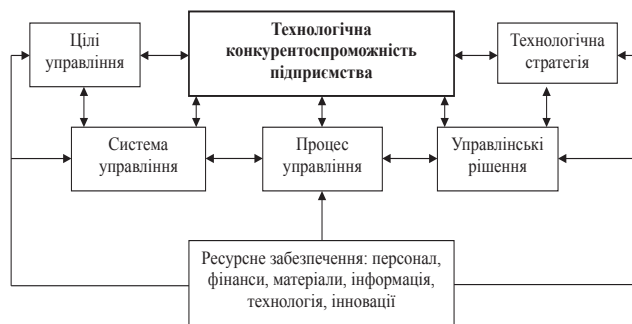 Цілі
управління
Технологічна
конкурентоспроможність
підприємства
Технологічна
стратегія
Система
управління
Процес
управління
Управлінські
рішення
Ресурсне забезпечення: персонал,
фінанси, матеріали, інформація,
технологія, інновації